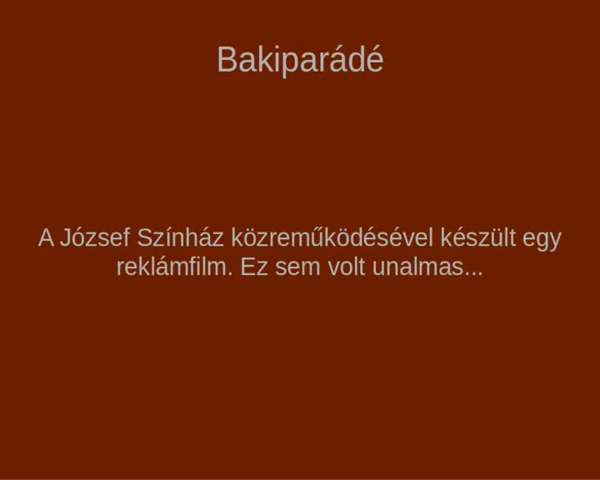 Bakiparádé
A József Színház közreműködésével készült egy
reklámfilm. Ez sem volt unalmas...